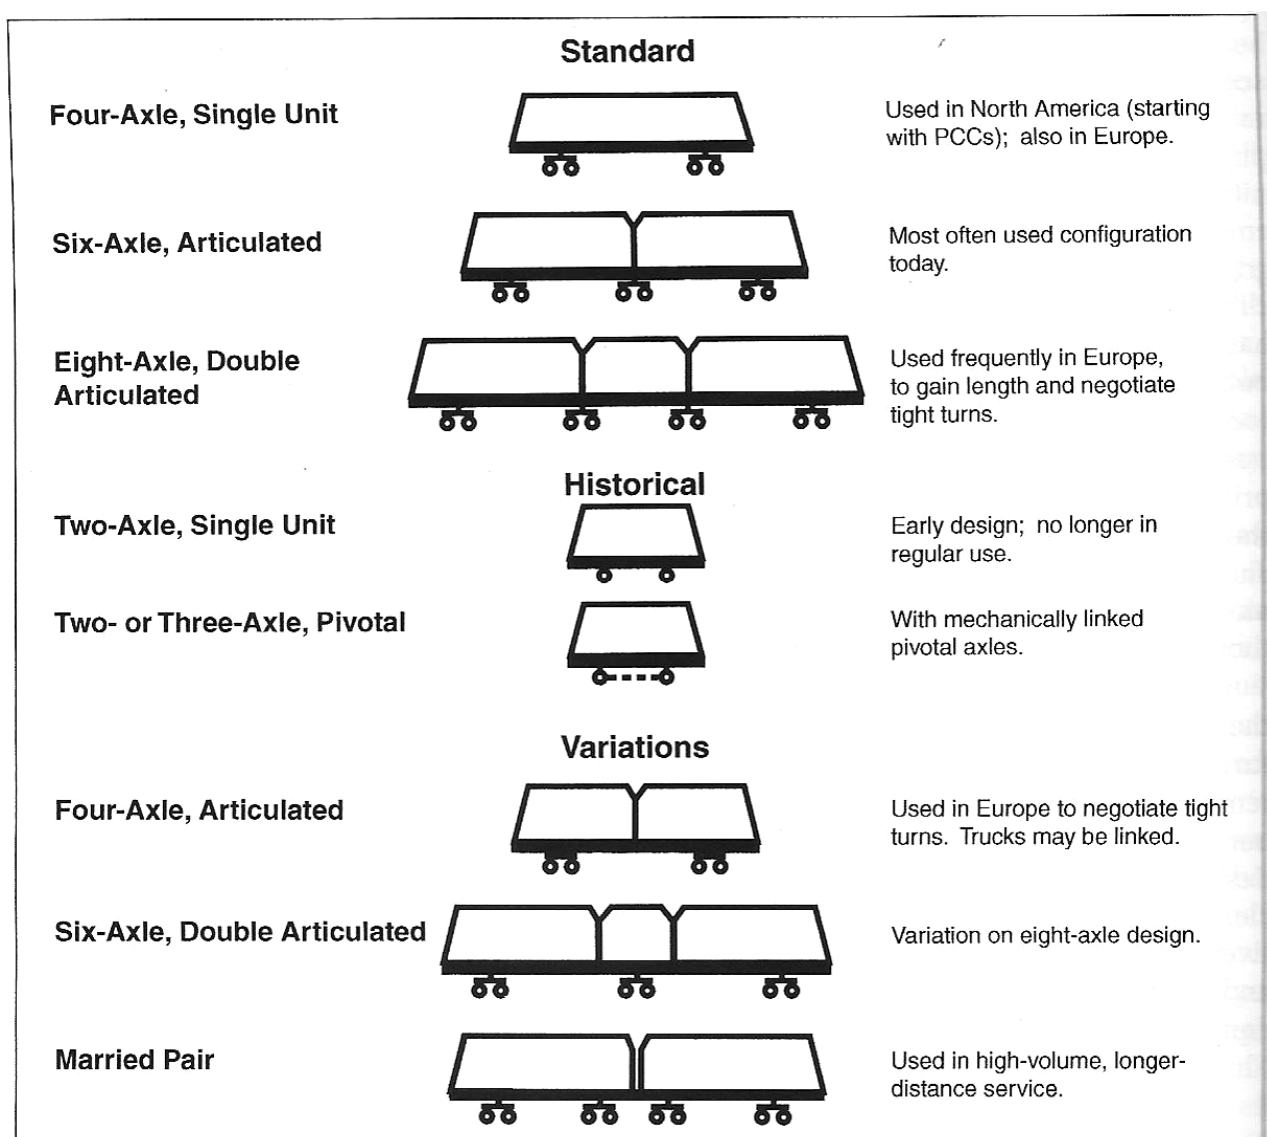 Standard
Four-Axle, Single Unit
Used in North America (starting
with PCCs); also in Europe.
Six-Axle, Articulated
Most often used configuration
today.
Eight-Axle, Double
Articulated
Used frequently in Europe,
to gain length and negotiate
tight turns.
Historical
Two-Axle, Single Unit
Early design; no longer in
regular use.
Two- or Three-Axle, Pivotal
With mechanically linked
pivotal axles.
Variations
Four-Axle, Articulated
Used in Europe to negotiate tight
turns. Trucks may be linked.
Six-Axle, Double Articulated
Variation on eight-axle design.
Married Pair
Used in high-volume, longer-
distance service.